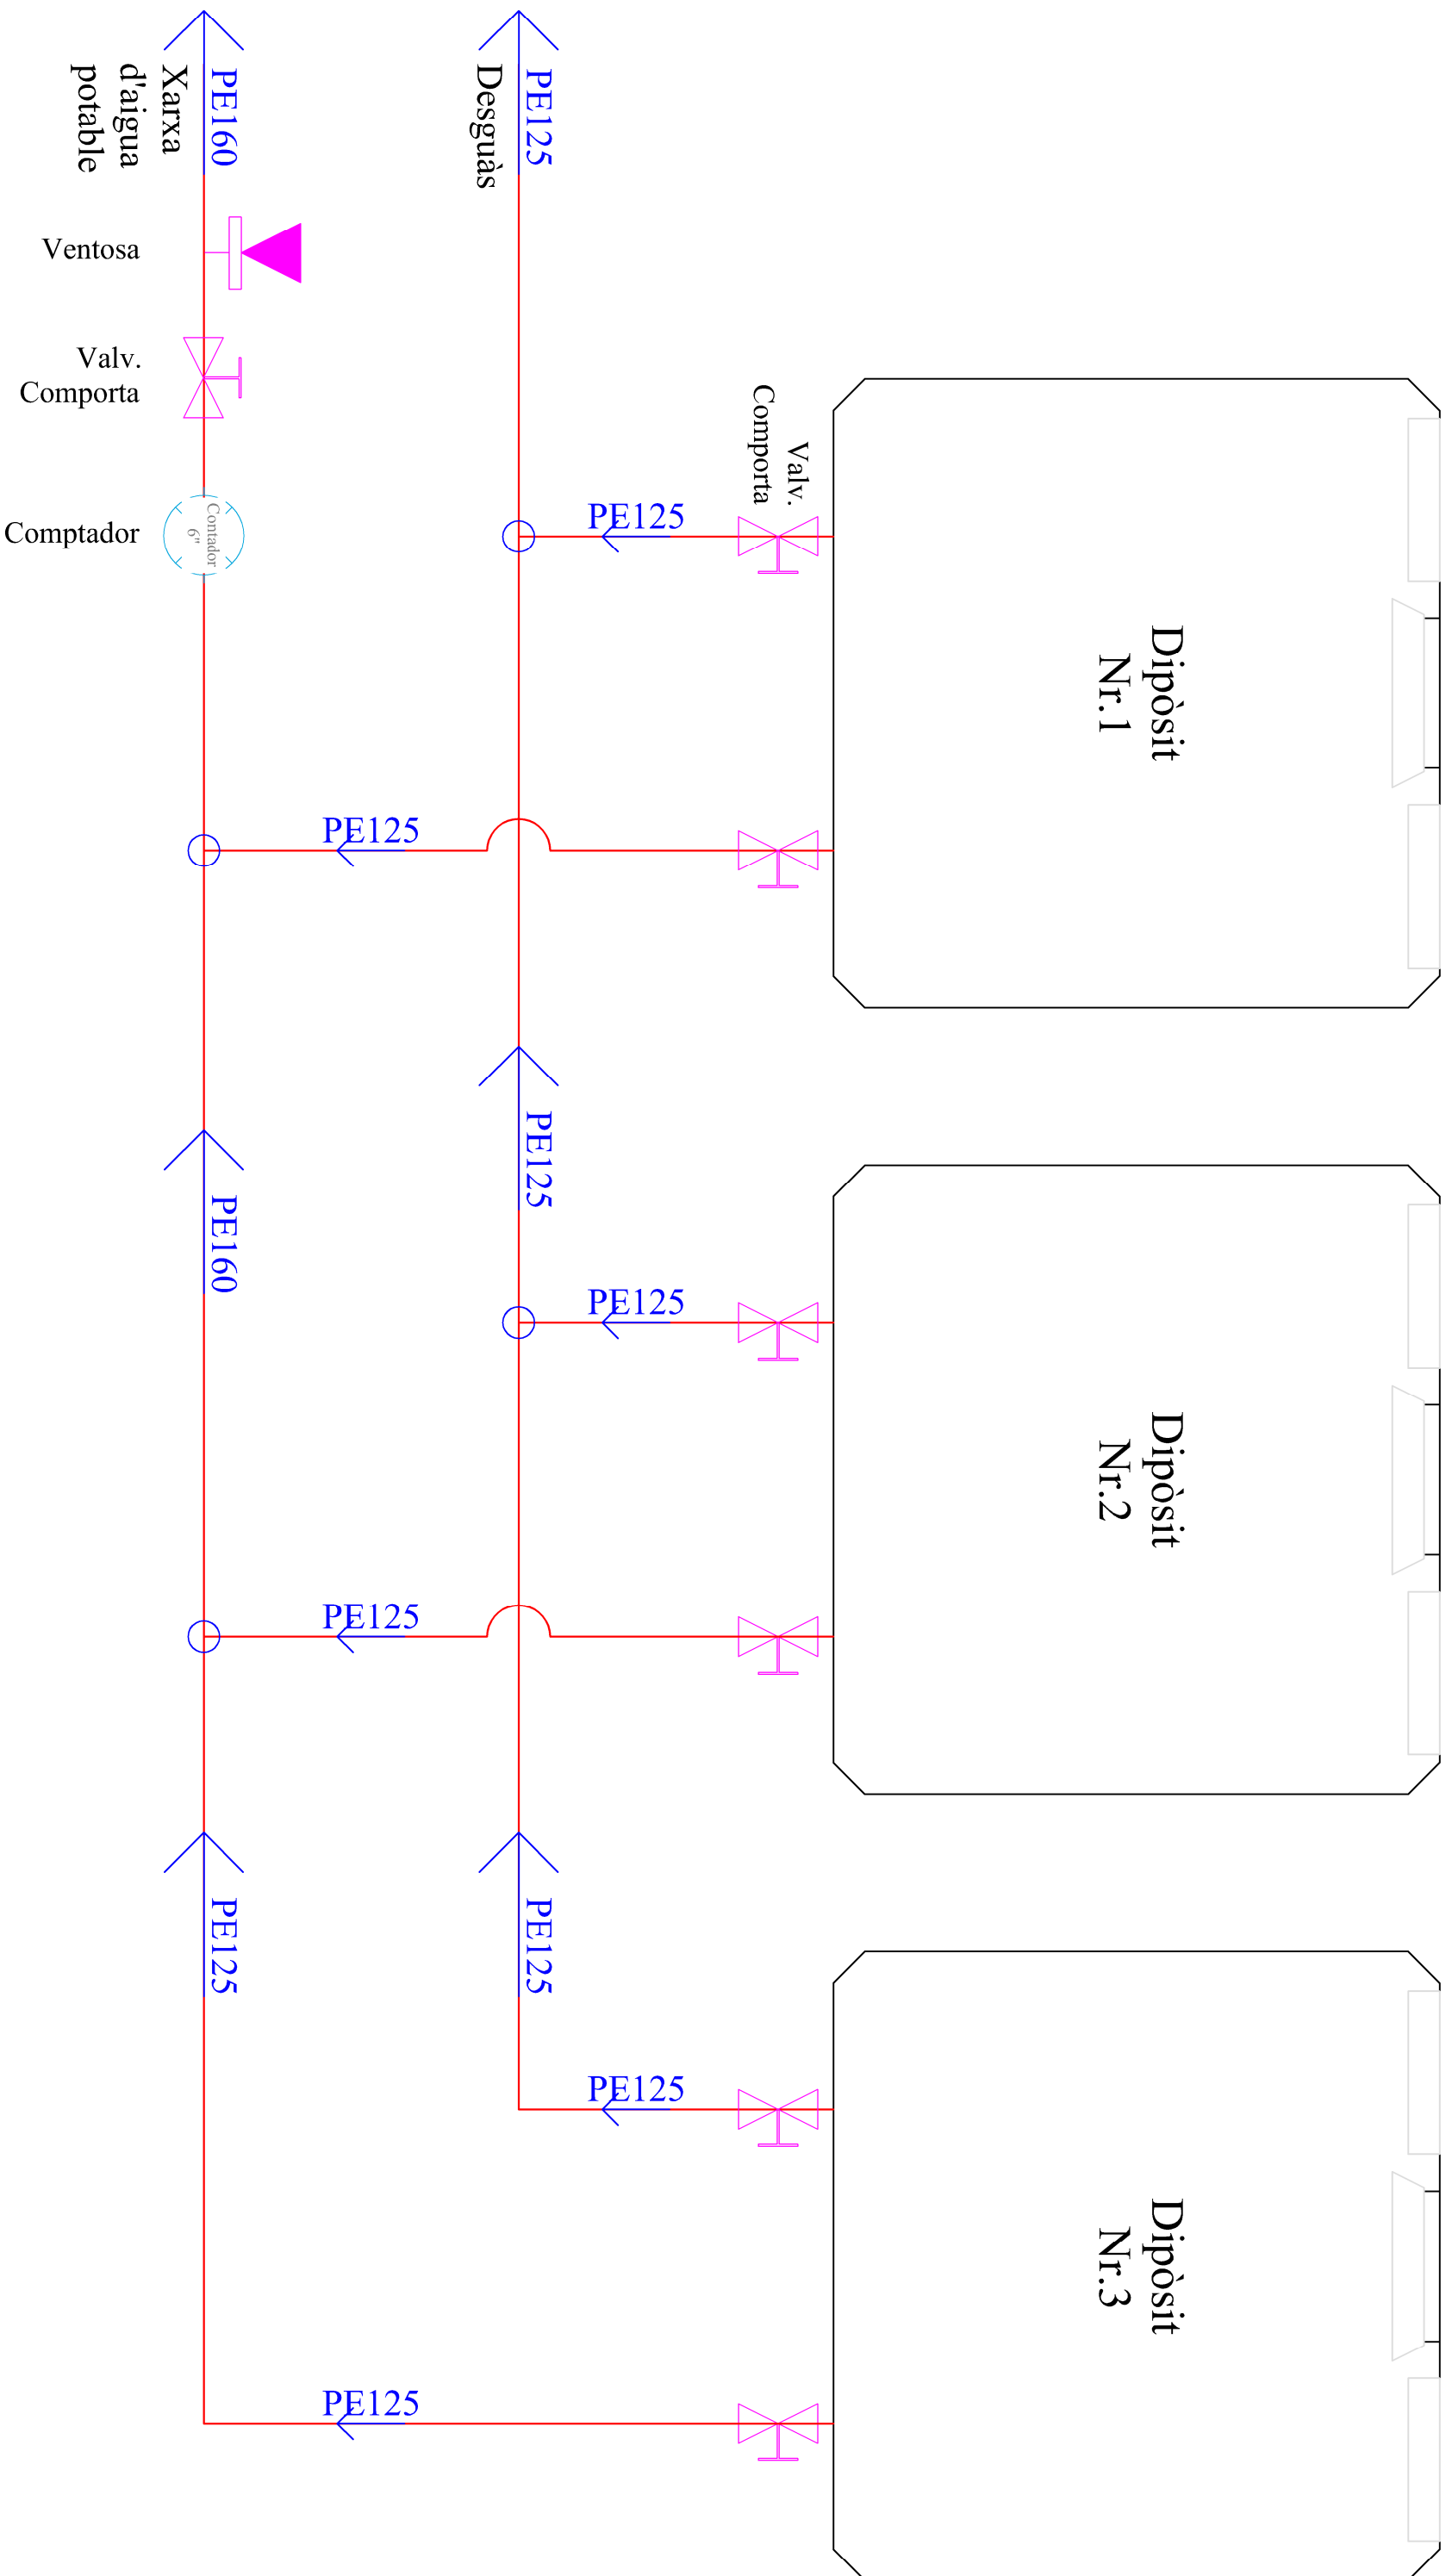 PE160
Xarxa
d'aigua
potable
PE125
Desguàs
Ventosa
Valv.
Comporta
Comptador
Contador
6"
Valv.
Comporta
PE125
Dipòsit
Nr.1
PE125
PE125
PE160
PE125
Dipòsit
Nr.2
PE125
PE125
PE125
PE125
Dipòsit
Nr.3
PE125